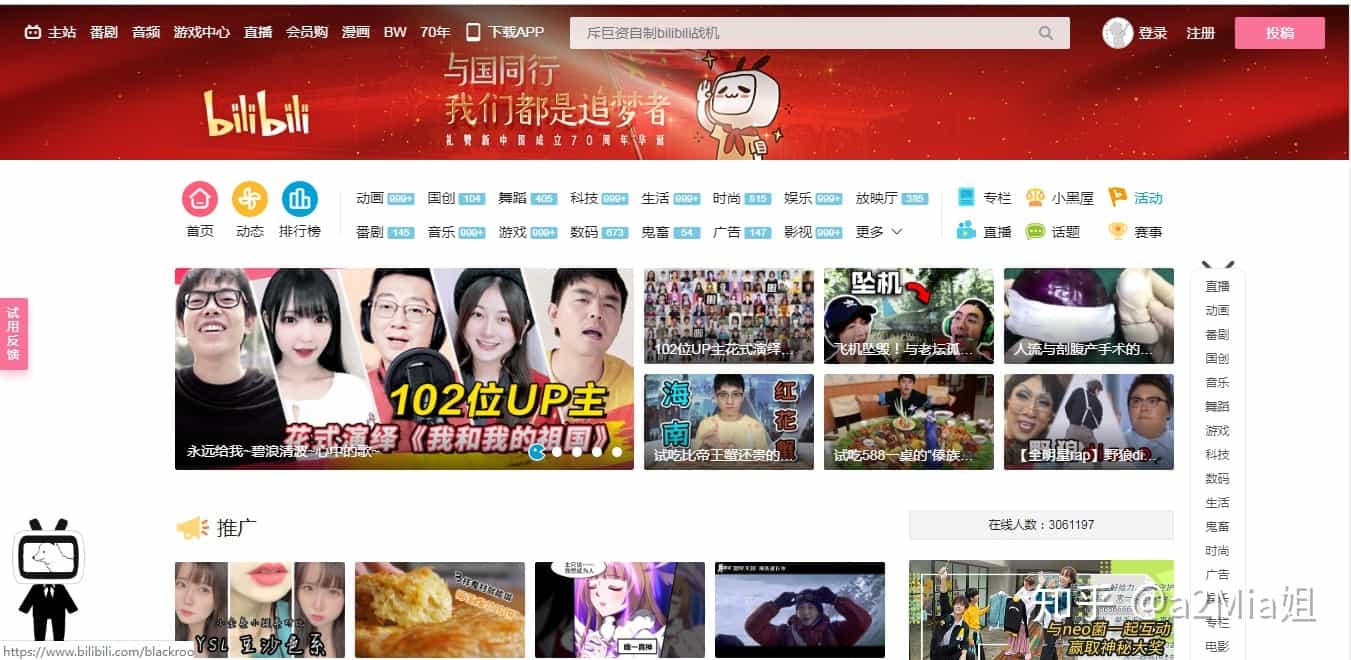 主站 番剧 音频 游戏中心 直播 会员购 漫画 BW 70年 下载APP 斥巨资自制bilibili战机 登录 注册 投稿
与国同行
bilibili 我们都是追梦者
礼赞新中国成立70周年华诞
动画 999+ 国创 104 舞蹈 405 科技 999+ 生活 999+ 时尚 815 娱乐 999+ 放映厅 385 专栏 小黑屋 活动
首页 动态 排行榜 番剧 145 音乐 999+ 游戏 999+ 数码 673 鬼畜 54 广告 147 影视 999+ 更多 直播 话题 赛事
试用反馈
102位UP主
花式演绎《我和我的祖国》
永远给我~碧浪清波~心中的歌~
102位UP主花式演绎,...
坠机
飞机坠毁！与老坛孤...
人流与剖腹产手术的...
海南 红花蟹
试吃比帝王蟹还贵的...
试吃588一桌的“傣族...
野狼di
【全明星rap】野狼di...
直播
动画
番剧
国创
音乐
舞蹈
游戏
科技
数码
生活
鬼畜
时尚
广告
专栏
电影
推广
在线人数：3061197
YSL 豆沙色系
唯一真神
与neo菌一起互动
赢取神秘大奖
知乎 @a2Mia姐
https://www.bilibili.com/blackroo